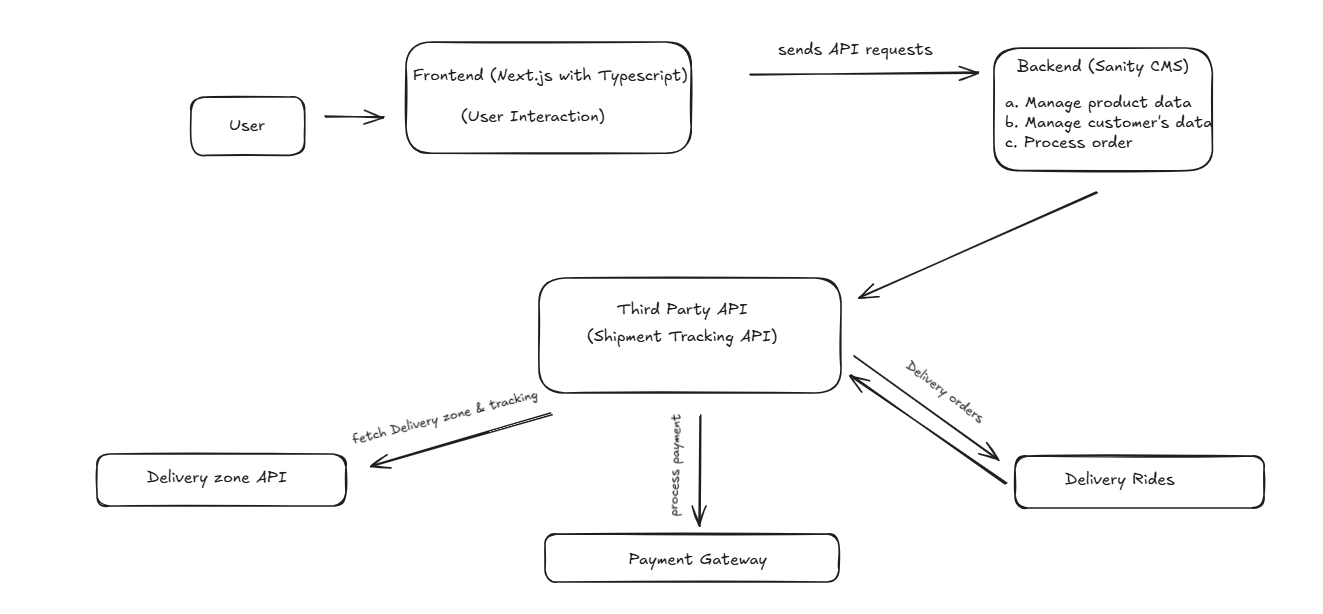 sends API requests
Frontend (Next.js with Typescript)
(User Interaction)
User
Backend (Sanity CMS)
a. Manage product data
b. Manage customer's data
c. Process order
Third Party API
(Shipment Tracking API)
fetch Delivery zone & tracking
process payment
Delivery orders
Delivery zone API
Payment Gateway
Delivery Rides